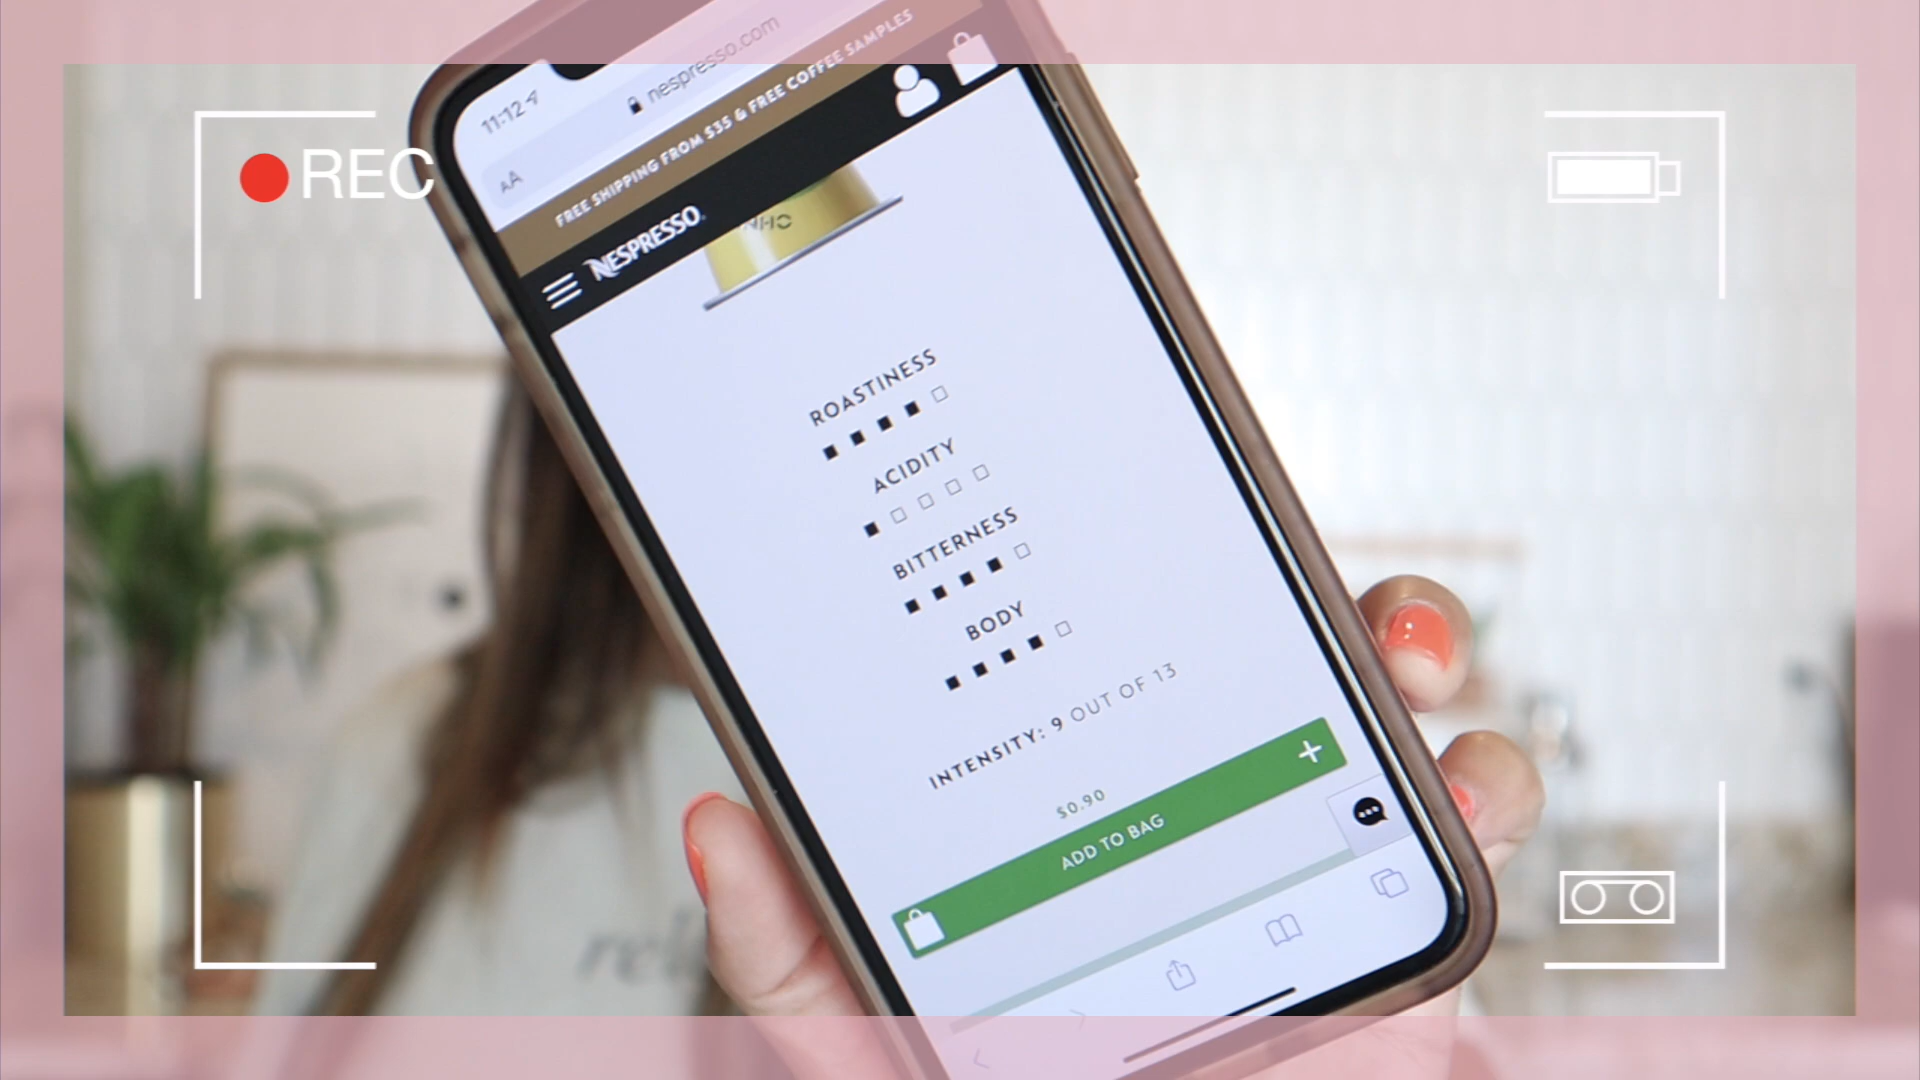 REC
11:12
AA
nespresso.com
FREE SHIPPING FROM $35 & FREE COFFEE SAMPLES
NESPRESSO
NHO
ROASTINESS
ACIDITY
BITTERNESS
BODY
INTENSITY: 9 OUT OF 13
$0.90
ADD TO BAG